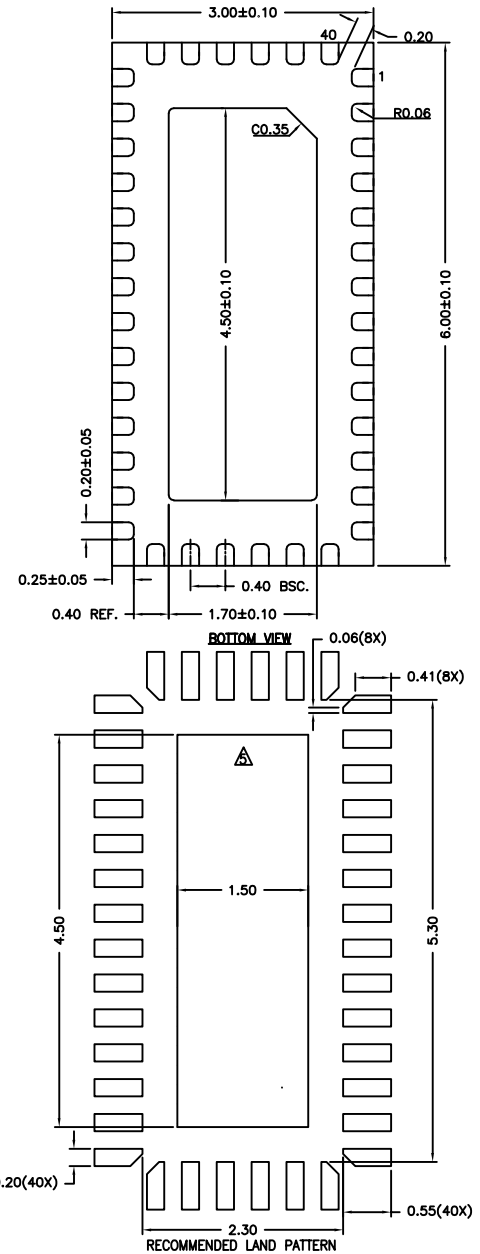 3.00±0.10
40
0.20
1
R0.06
C0.35
4.50±0.10
6.00±0.10
0.20±0.05
0.25±0.05
0.40 BSC.
0.40 REF.
1.70±0.10
BOTTOM VIEW
0.06(8X)
0.41(8X)
5
1.50
4.50
5.30
.20(40X)
0.55(40X)
2.30
RECOMMENDED LAND PATTERN